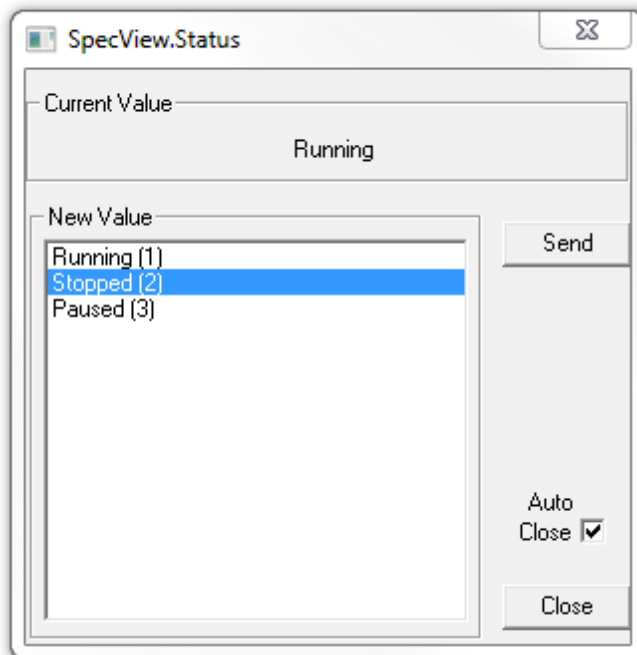 SpecView.Status
Current Value
Running
New Value
Running (1)
Stopped (2)
Paused (3)
Send
Auto
Close
Close